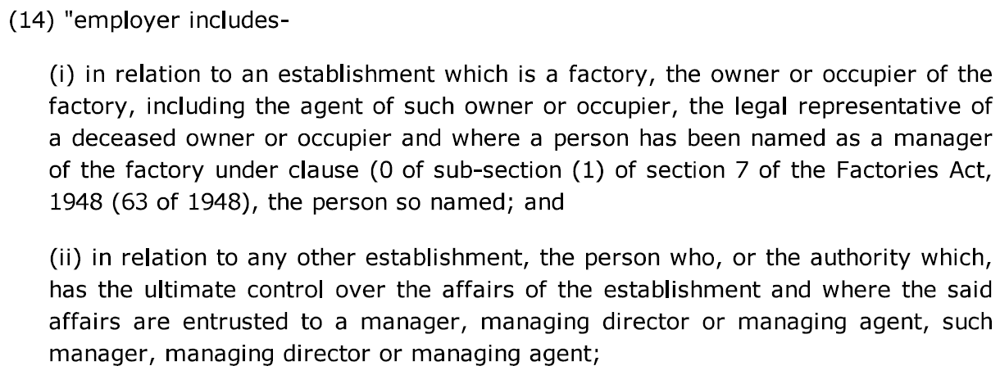 (14) "employer includes-
(i) in relation to an establishment which is a factory, the owner or occupier of the
factory, including the agent of such owner or occupier, the legal representative of
a deceased owner or occupier and where a person has been named as a manager
of the factory under clause (0 of sub-section (1) of section 7 of the Factories Act,
1948 (63 of 1948), the person so named; and
(ii) in relation to any other establishment, the person who, or the authority which,
has the ultimate control over the affairs of the establishment and where the said
affairs are entrusted to a manager, managing director or managing agent, such
manager, managing director or managing agent;